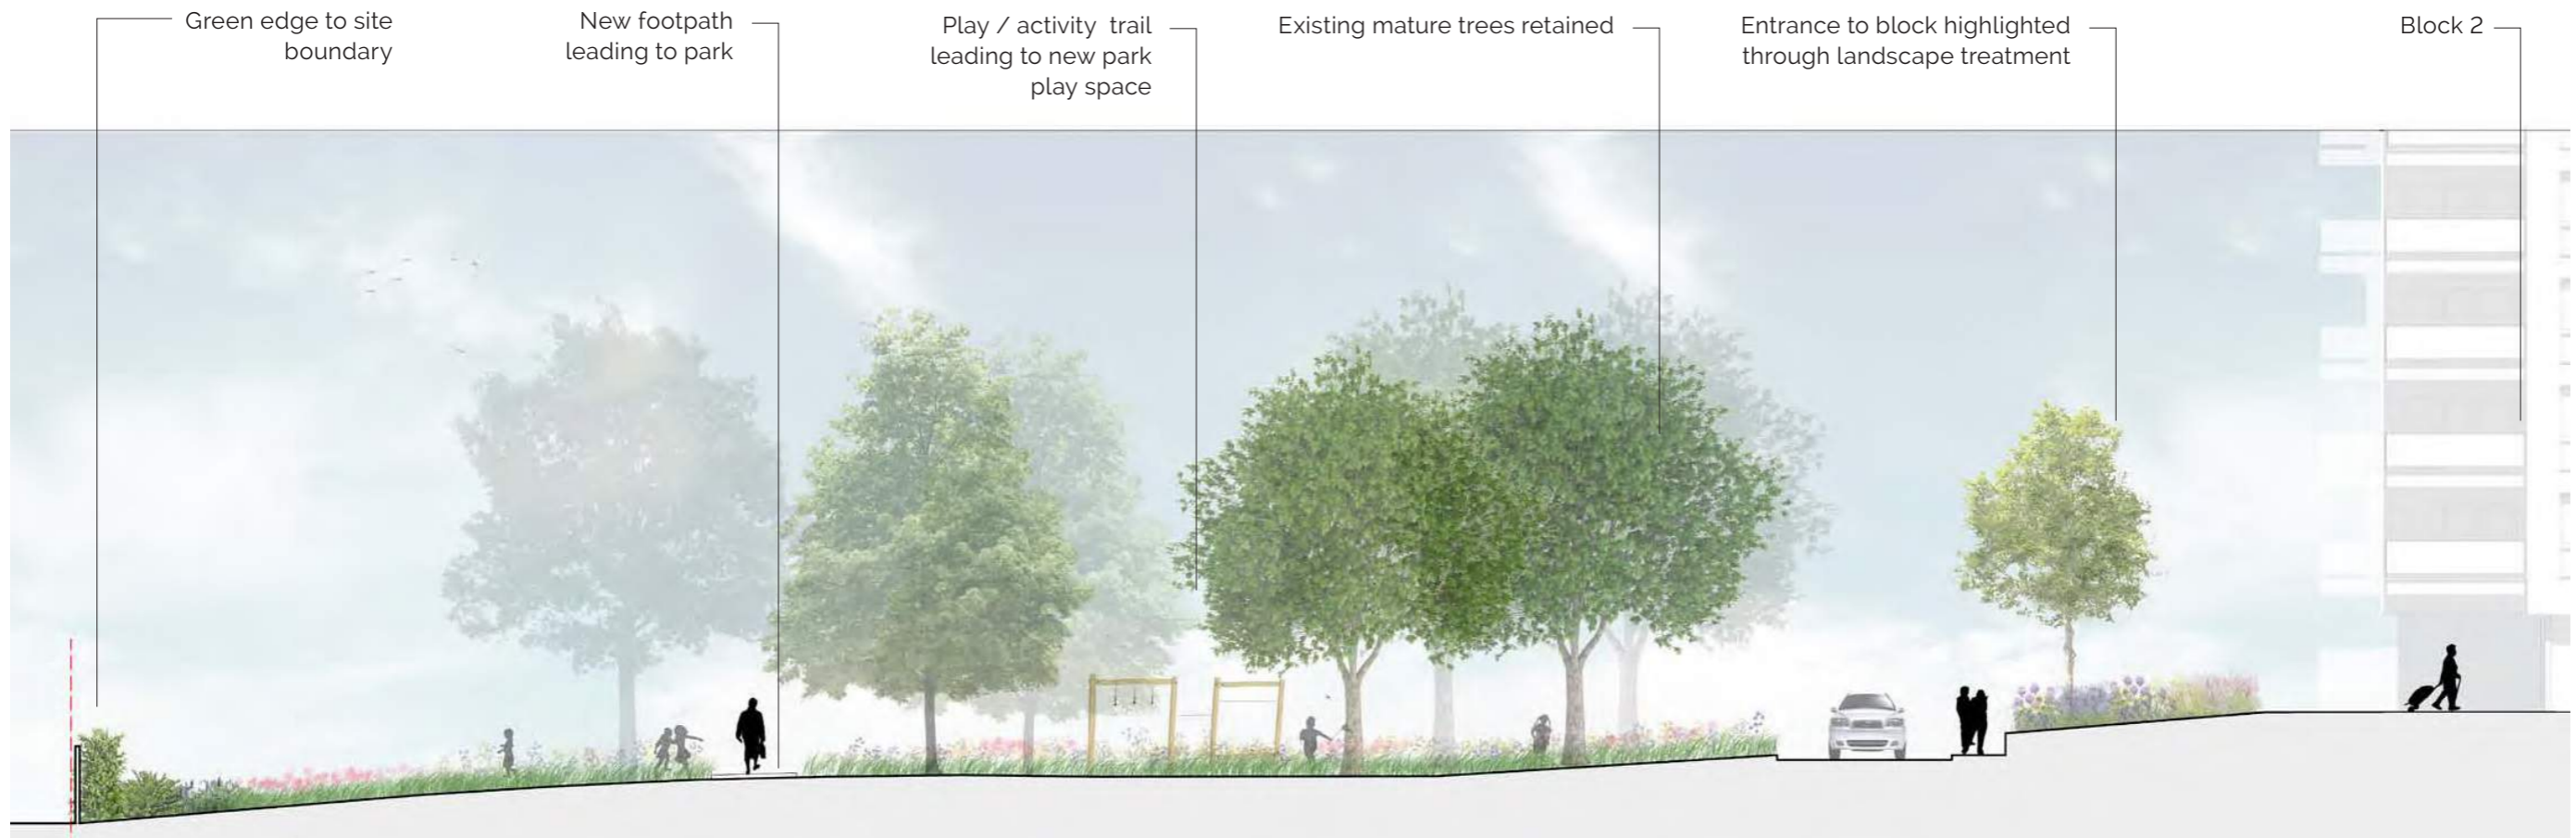 Green edge to site
boundary
New footpath
leading to park
Play / activity trail
leading to new park
play space
Existing mature trees retained
Entrance to block highlighted
through landscape treatment
Block 2